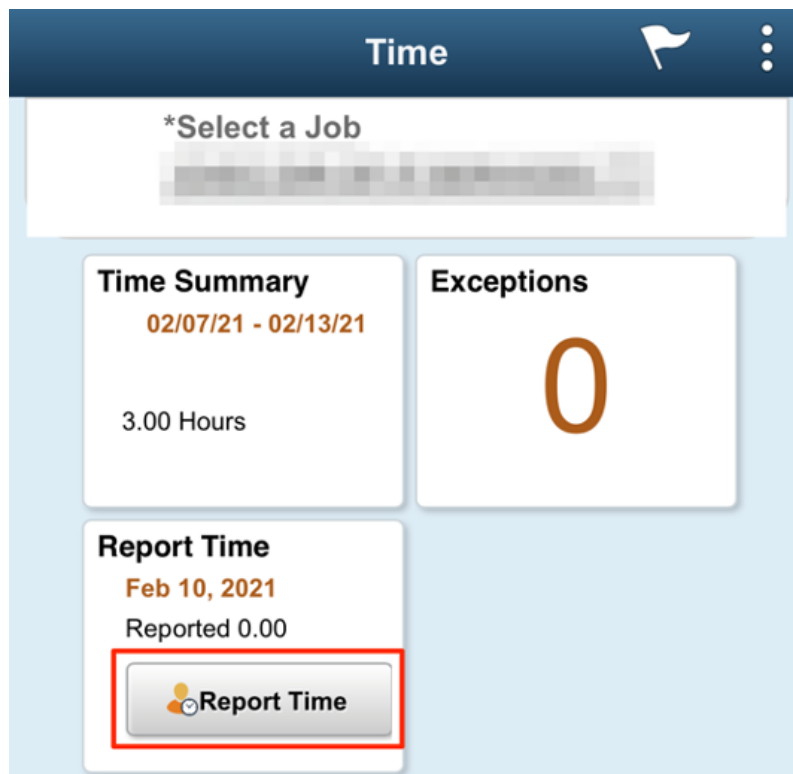 Time
*Select a Job
Time Summary
02/07/21 - 02/13/21
3.00 Hours
Exceptions
0
Report Time
Feb 10, 2021
Reported 0.00
Report Time